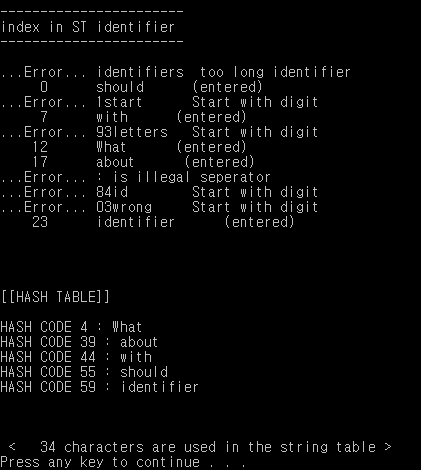 -----------------------
index in ST identifier
-----------------------
...Error... identifiers  too long identifier
     0      should      (entered)
...Error... 1start      Start with digit
     7      with      (entered)
...Error... 93letters   Start with digit
    12      What      (entered)
    17      about      (entered)
...Error... : is illegal seperator
...Error... 84id        Start with digit
...Error... 03wrong     Start with digit
    23      identifier      (entered)
[[HASH TABLE]]
HASH CODE 4 : What
HASH CODE 39 : about
HASH CODE 44 : with
HASH CODE 55 : should
HASH CODE 59 : identifier
 <   34 characters are used in the string table >
Press any key to continue . . .